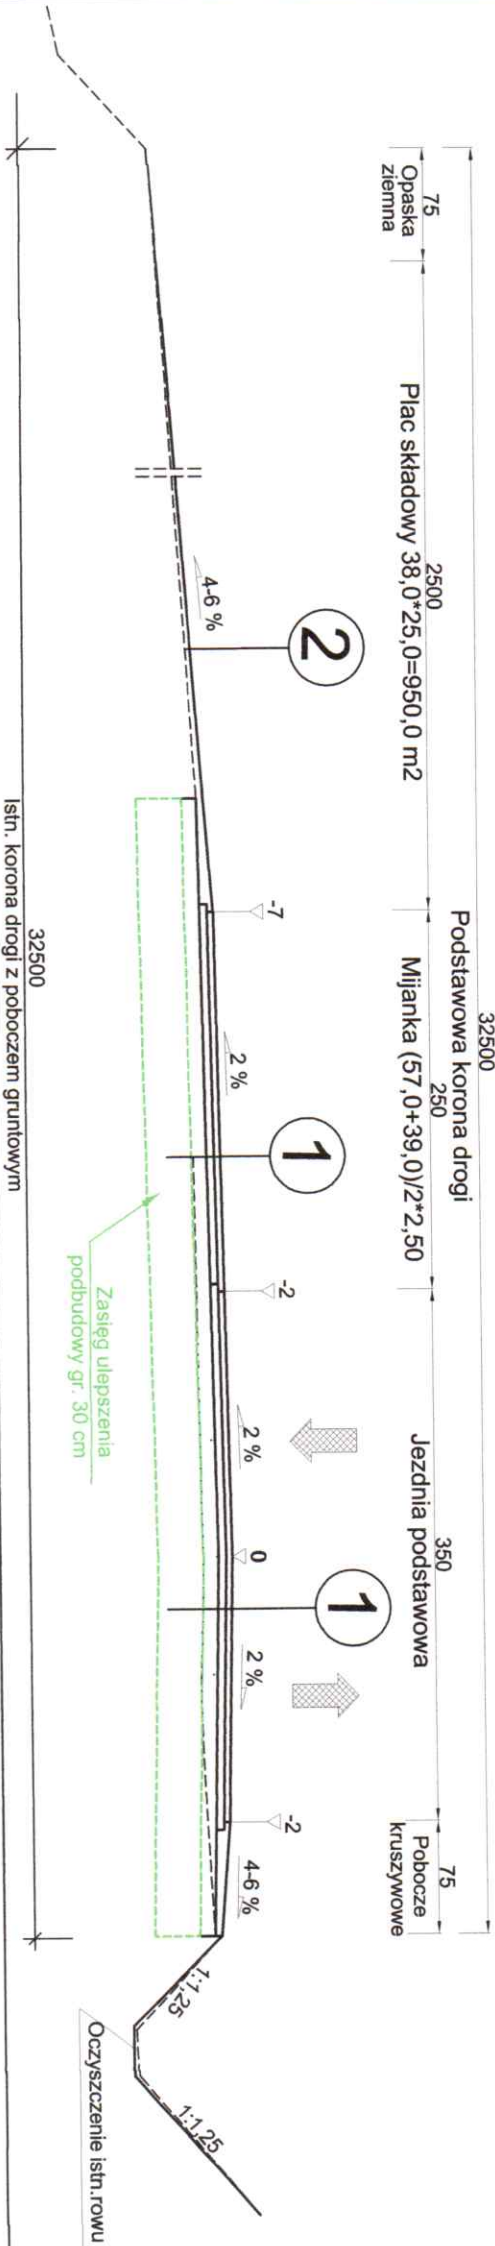 32500
Podstawowa korona drogi
75
Opaska
ziemna
2500
Plac składowy 38,0*25,0=950,0 m2
250
Mijanka (57,0+39,0)/2*2,50
350
Jezdnia podstawowa
75
Pobocze
kruszywowe
2
1
1
4-6 %
-7
2 %
-2
2 %
0
2 %
-2
4-6 %
1:1,25
1:1,25
Zasięg ulepszenia
podbudowy gr. 30 cm
Oczyszczenie istn.rowu
32500
Istn. korona drogi z poboczem gruntowym